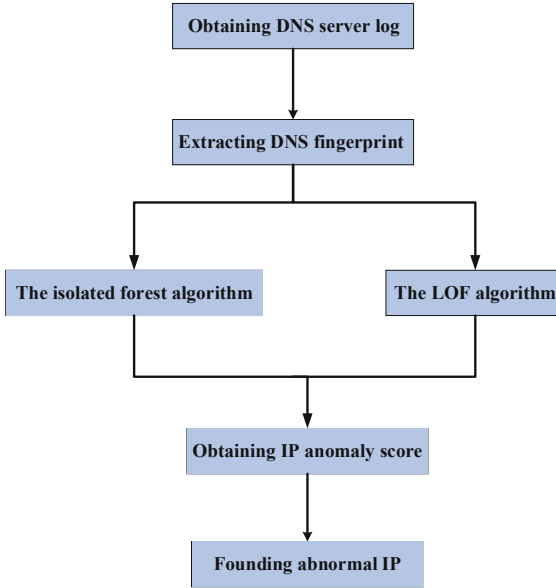 Obtaining DNS server log
Extracting DNS fingerprint
The isolated forest algorithm
The LOF algorithm
Obtaining IP anomaly score
Founding abnormal IP